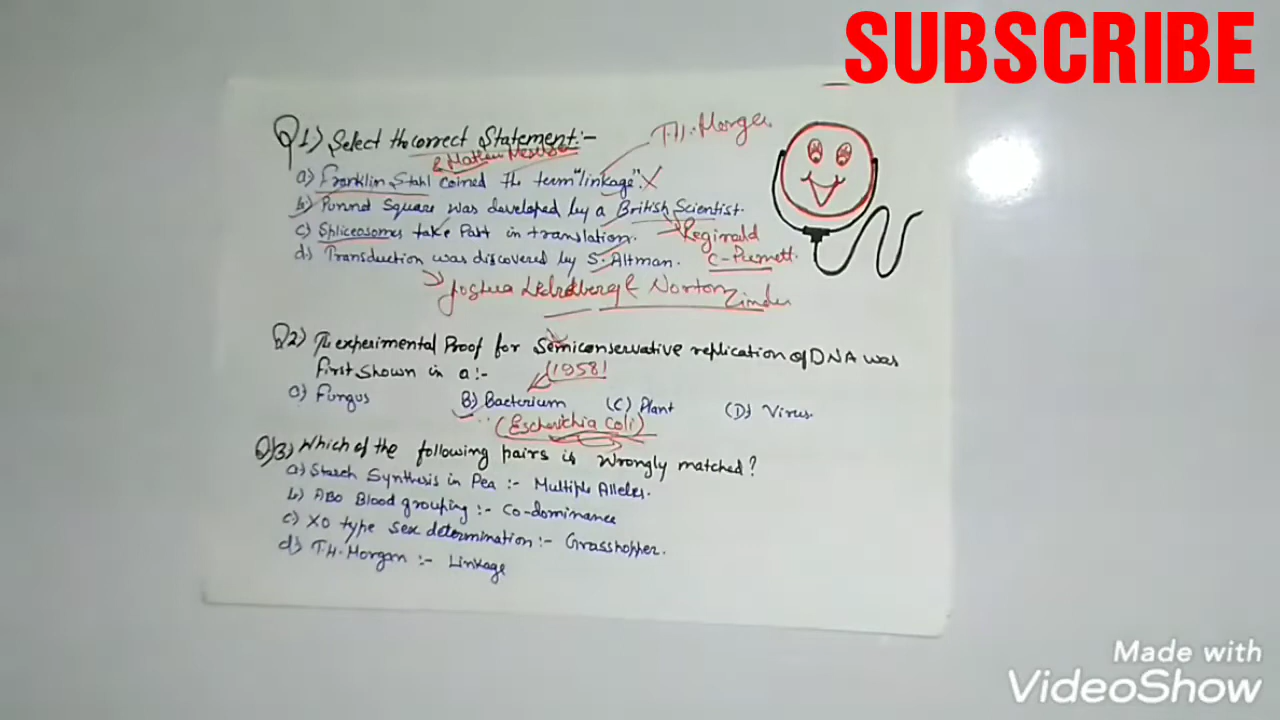 SUBSCRIBE
Q1) Select the correct Statement:-
T.H. Morgan
a) Franklin Stahl coined the term "linkage". X
b) Punnet Square was developed by a British Scientist.
c) Spliceosomes take Part in translation.
Reginald
C-Punnett.
d) Transduction was discovered by S. Altman.
Joshua & Norton Zinder
Q2) The experimental Proof for Semiconservative replication of DNA was
first shown in a:-
(1958)
a) Fungus B) Bacterium (C) Plant (D) Virus.
(Escherichia Coli)
Q3) Which of the following pairs is wrongly matched?
a) Starch Synthesis in Pea :- Multiple Alleles.
b) ABO Blood grouping :- Co-dominance
c) XO type Sex determination :- Grasshopper.
d) T.H. Morgan :- Linkage
Made with
VideoShow